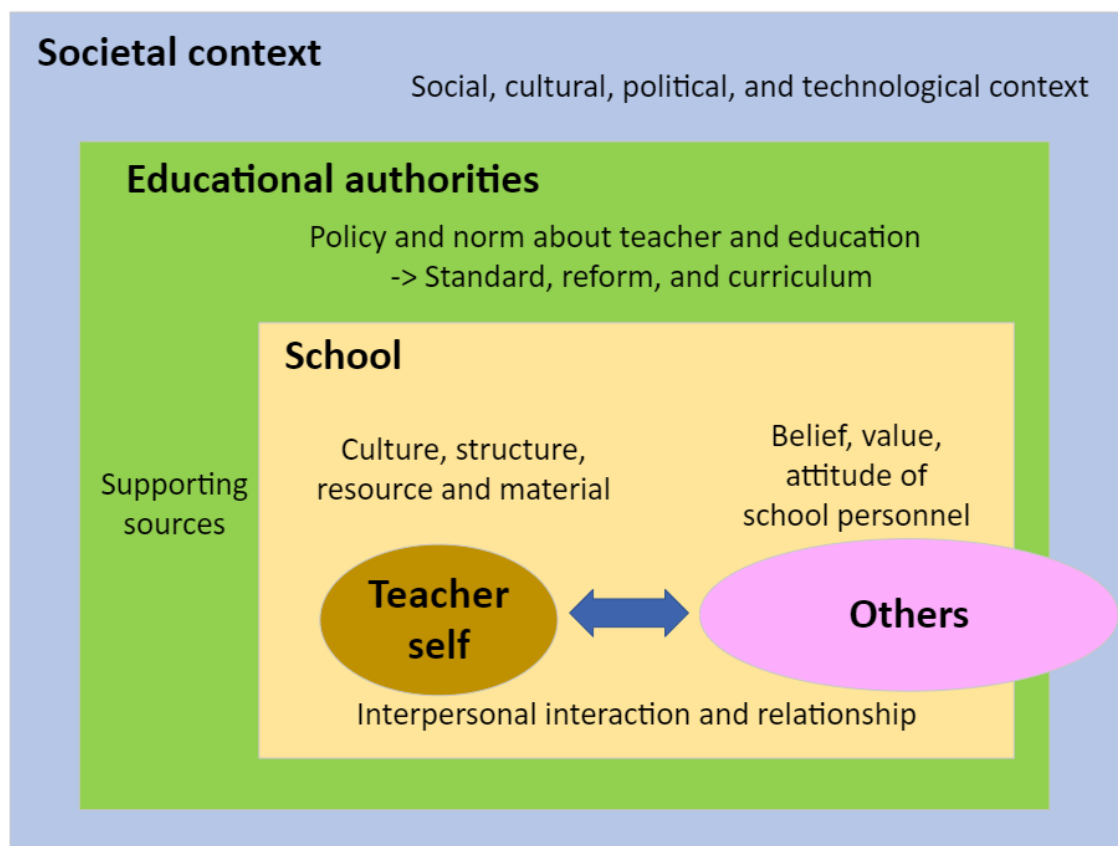 Societal context
Social, cultural, political, and technological context
Educational authorities
Policy and norm about teacher and education
-> Standard, reform, and curriculum
School
Culture, structure,
resource and material
Belief, value,
attitude of
school personnel
Supporting
sources
Teacher
self
Others
Interpersonal interaction and relationship